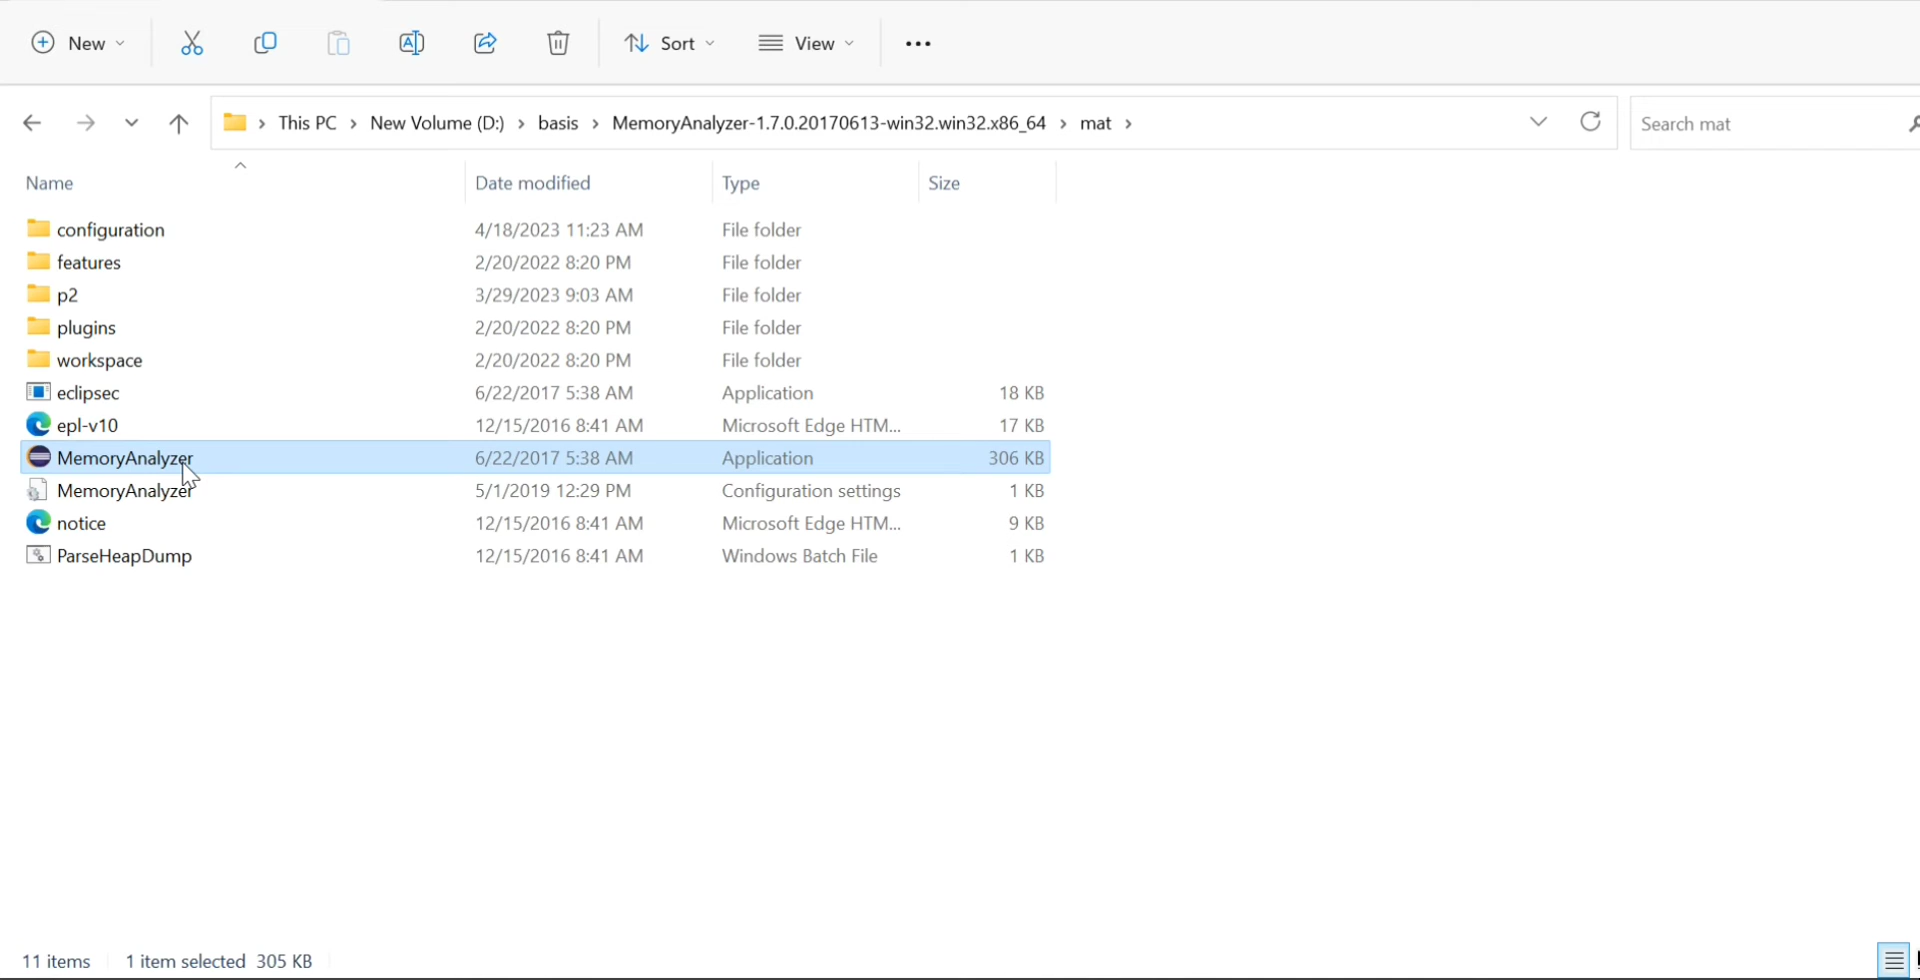 New Sort View
This PC > New Volume (D:) > basis > MemoryAnalyzer-1.7.0.20170613-win32.win32.x86_64 > mat > Search mat
Name Date modified Type Size
configuration 4/18/2023 11:23 AM File folder
features 2/20/2022 8:20 PM File folder
p2 3/29/2023 9:03 AM File folder
plugins 2/20/2022 8:20 PM File folder
workspace 2/20/2022 8:20 PM File folder
eclipsec 6/22/2017 5:38 AM Application 18 KB
epl-v10 12/15/2016 8:41 AM Microsoft Edge HTM... 17 KB
MemoryAnalyzer 6/22/2017 5:38 AM Application 306 KB
MemoryAnalyzer 5/1/2019 12:29 PM Configuration settings 1 KB
notice 12/15/2016 8:41 AM Microsoft Edge HTM... 9 KB
ParseHeapDump 12/15/2016 8:41 AM Windows Batch File 1 KB
11 items 1 item selected 305 KB